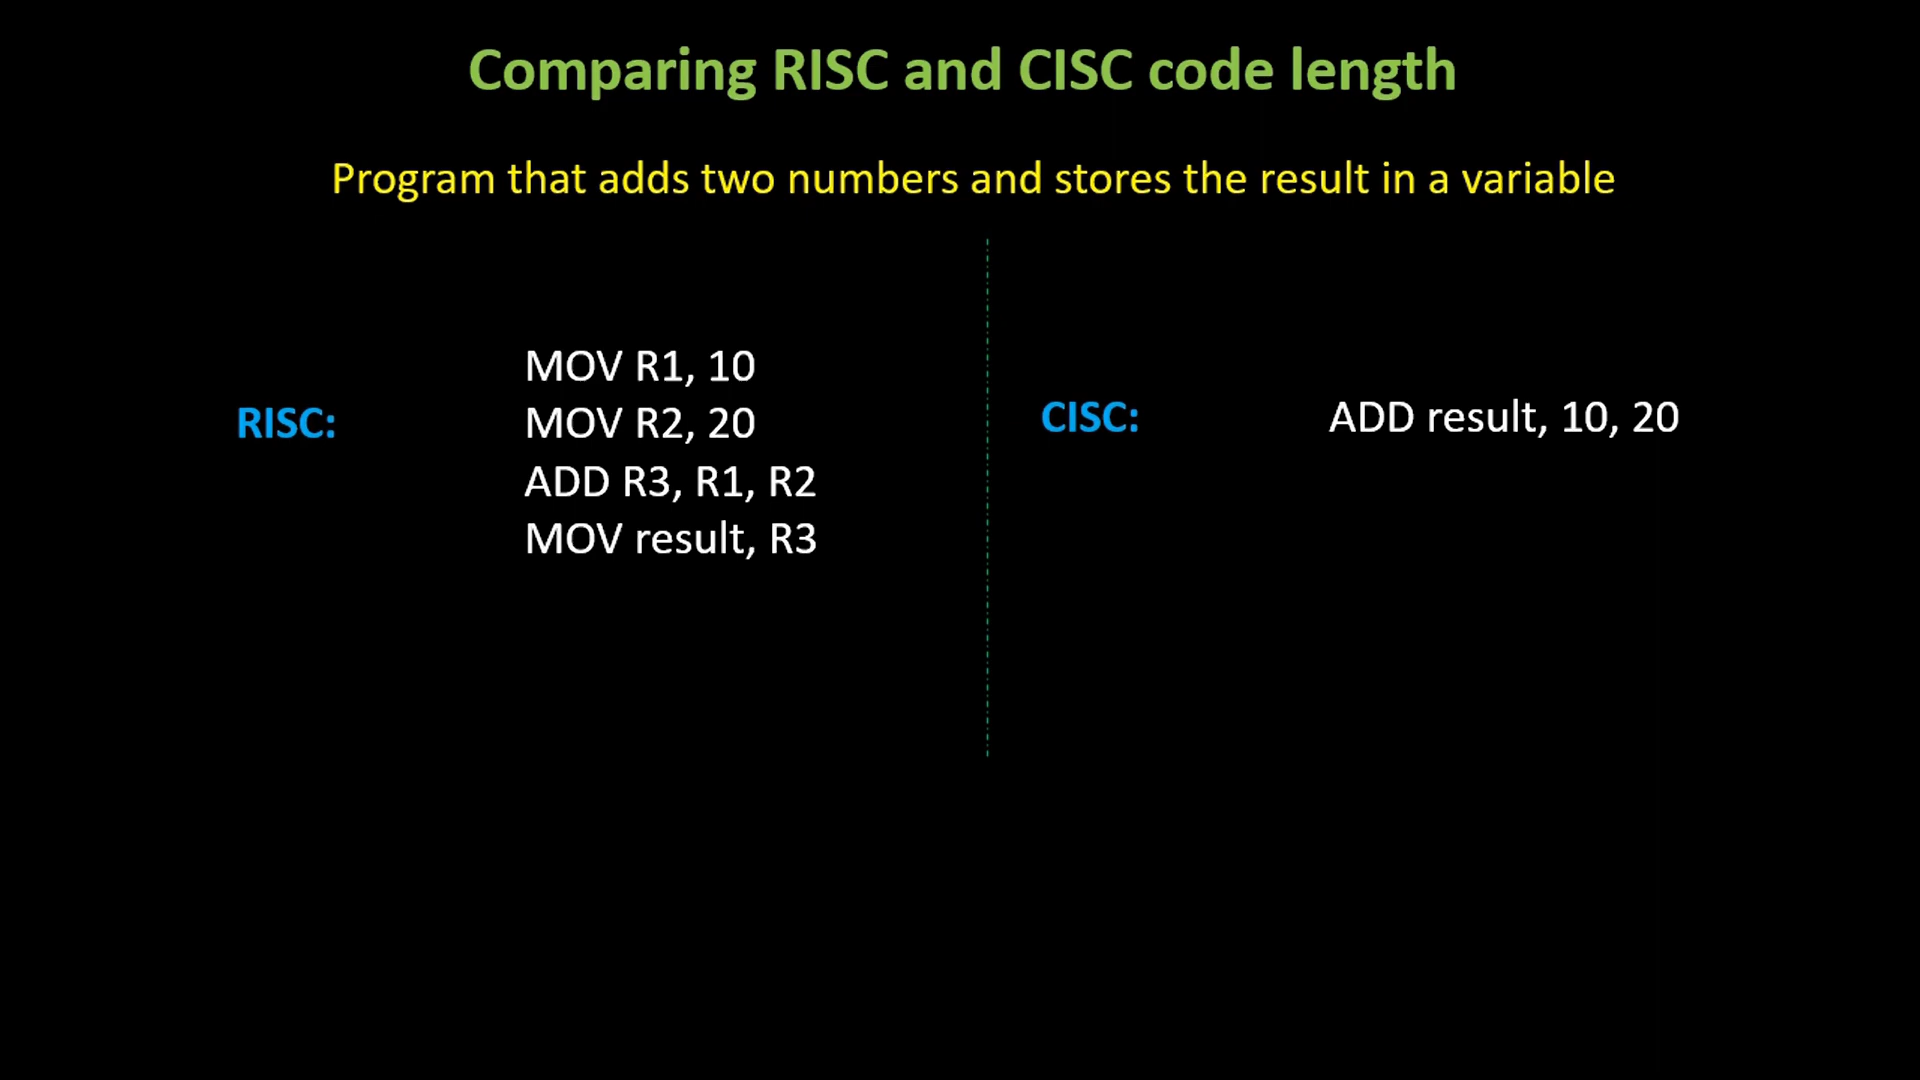 Comparing RISC and CISC code length
Program that adds two numbers and stores the result in a variable
RISC:
MOV R1, 10
MOV R2, 20
ADD R3, R1, R2
MOV result, R3
CISC:
ADD result, 10, 20